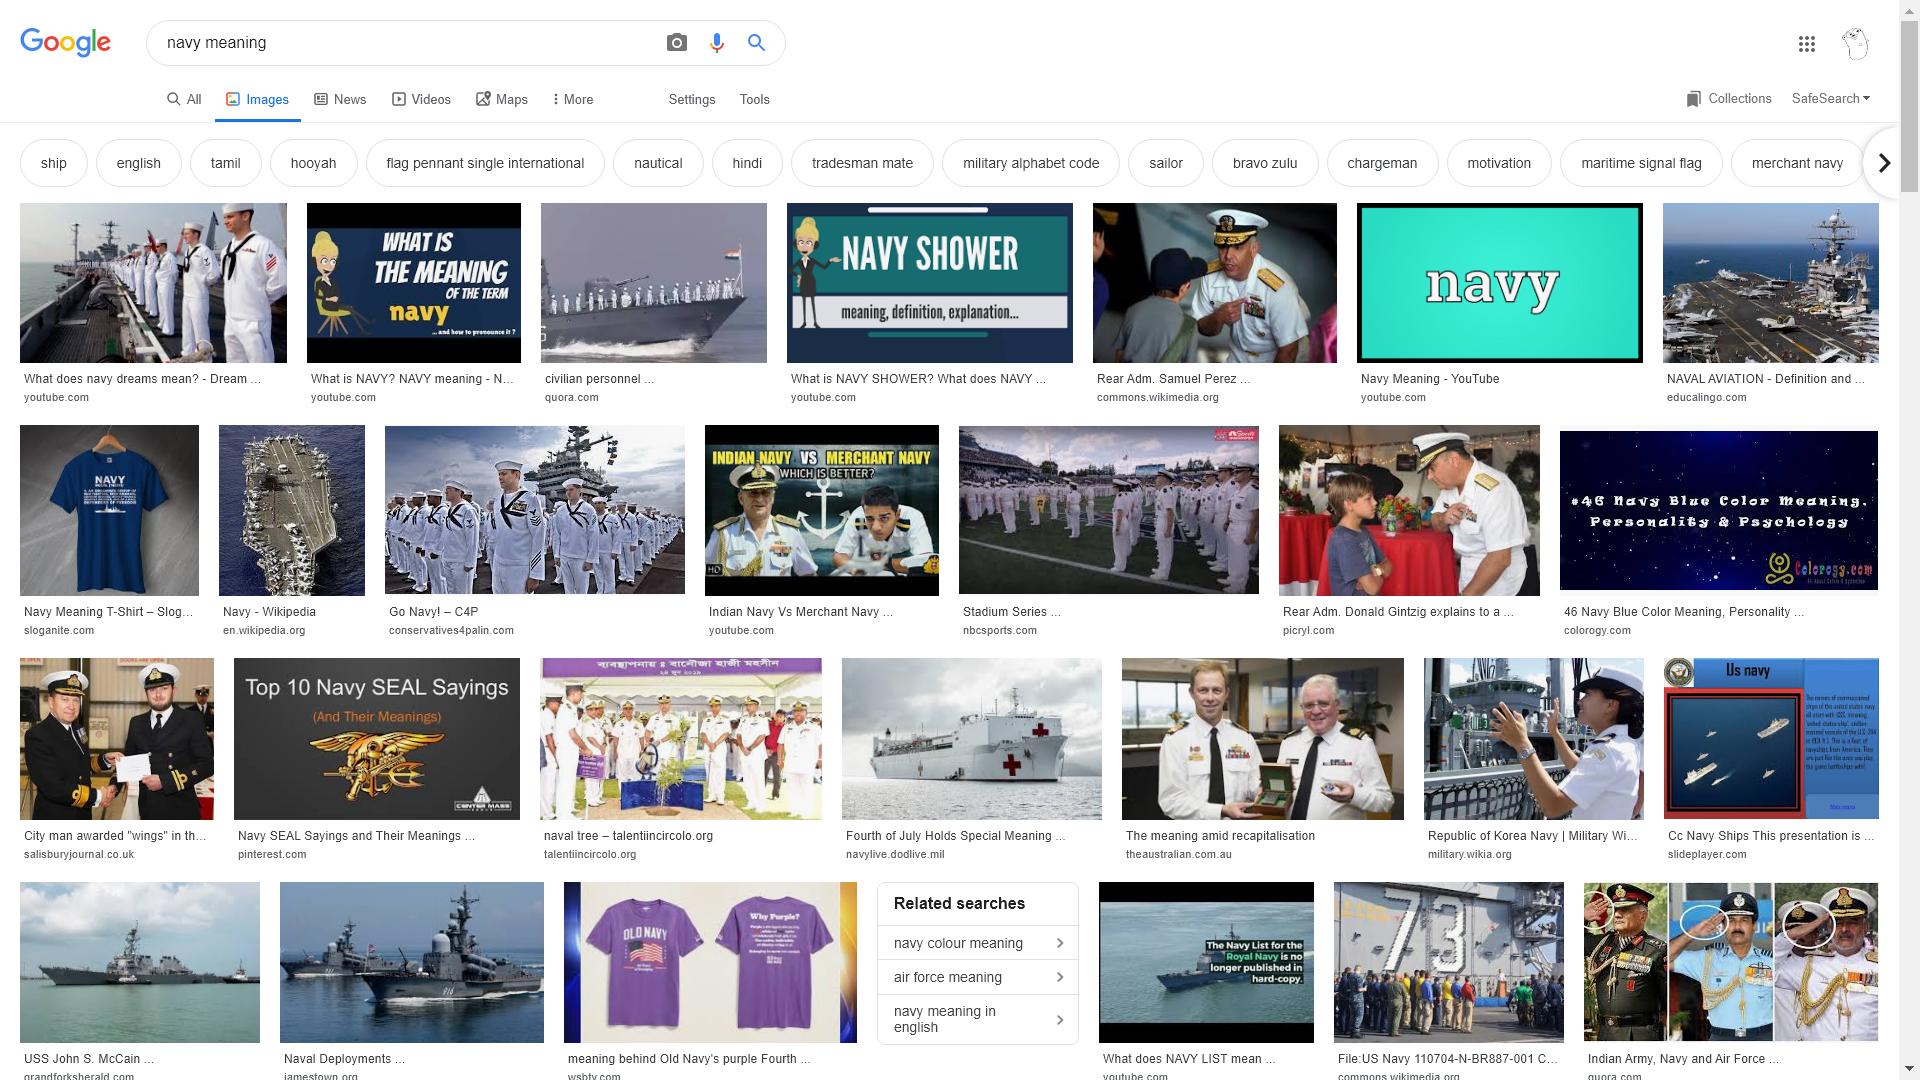 Google
navy meaning
All
Images
News
Videos
Maps
More
Settings
Tools
Collections
SafeSearch
ship
english
tamil
hooyah
flag pennant single international
nautical
hindi
tradesman mate
military alphabet code
sailor
bravo zulu
chargeman
motivation
maritime signal flag
merchant navy
WHAT IS
THE MEANING
OF THE TERM
navy
... and how to pronounce it ?
NAVY SHOWER
meaning, definition, explanation...
navy
What does navy dreams mean? - Dream ...
youtube.com
What is NAVY? NAVY meaning - N...
youtube.com
civilian personnel ...
quora.com
What is NAVY SHOWER? What does NAVY ...
youtube.com
Rear Adm. Samuel Perez ...
commons.wikimedia.org
Navy Meaning - YouTube
youtube.com
NAVAL AVIATION - Definition and ...
educalingo.com
NAVY
INDIAN NAVY VS MERCHANT NAVY
WHICH IS BETTER?
HD
#46 Navy Blue Color Meaning,
Personality & Psychology
Colorogy.com
Navy Meaning T-Shirt – Slog...
sloganite.com
Navy - Wikipedia
en.wikipedia.org
Go Navy! – C4P
conservatives4palin.com
Indian Navy Vs Merchant Navy ...
youtube.com
Stadium Series ...
nbcsports.com
Rear Adm. Donald Gintzig explains to a ...
picryl.com
46 Navy Blue Color Meaning, Personality ...
colorogy.com
Top 10 Navy SEAL Sayings
(And Their Meanings)
CENTER MASS
ব্যবস্থাপনায় ঃ বানৌজা হাজী মহসীন
Us navy
City man awarded "wings" in th...
salisburyjournal.co.uk
Navy SEAL Sayings and Their Meanings ...
pinterest.com
naval tree – talentiincircolo.org
talentiincircolo.org
Fourth of July Holds Special Meaning ...
navylive.dodlive.mil
The meaning amid recapitalisation
theaustralian.com.au
Republic of Korea Navy | Military Wi...
military.wikia.org
Cc Navy Ships This presentation is ...
slideplayer.com
OLD NAVY
Why Purple?
Related searches
navy colour meaning
air force meaning
navy meaning in
english
The Navy List for the
Royal Navy is no
longer published in
hard-copy.
73
USS John S. McCain ...
grandforksherald.com
Naval Deployments ...
jamestown.org
meaning behind Old Navy's purple Fourth ...
wsbtv.com
What does NAVY LIST mean ...
youtube.com
File:US Navy 110704-N-BR887-001 C...
commons.wikimedia.org
Indian Army, Navy and Air Force ...
quora.com